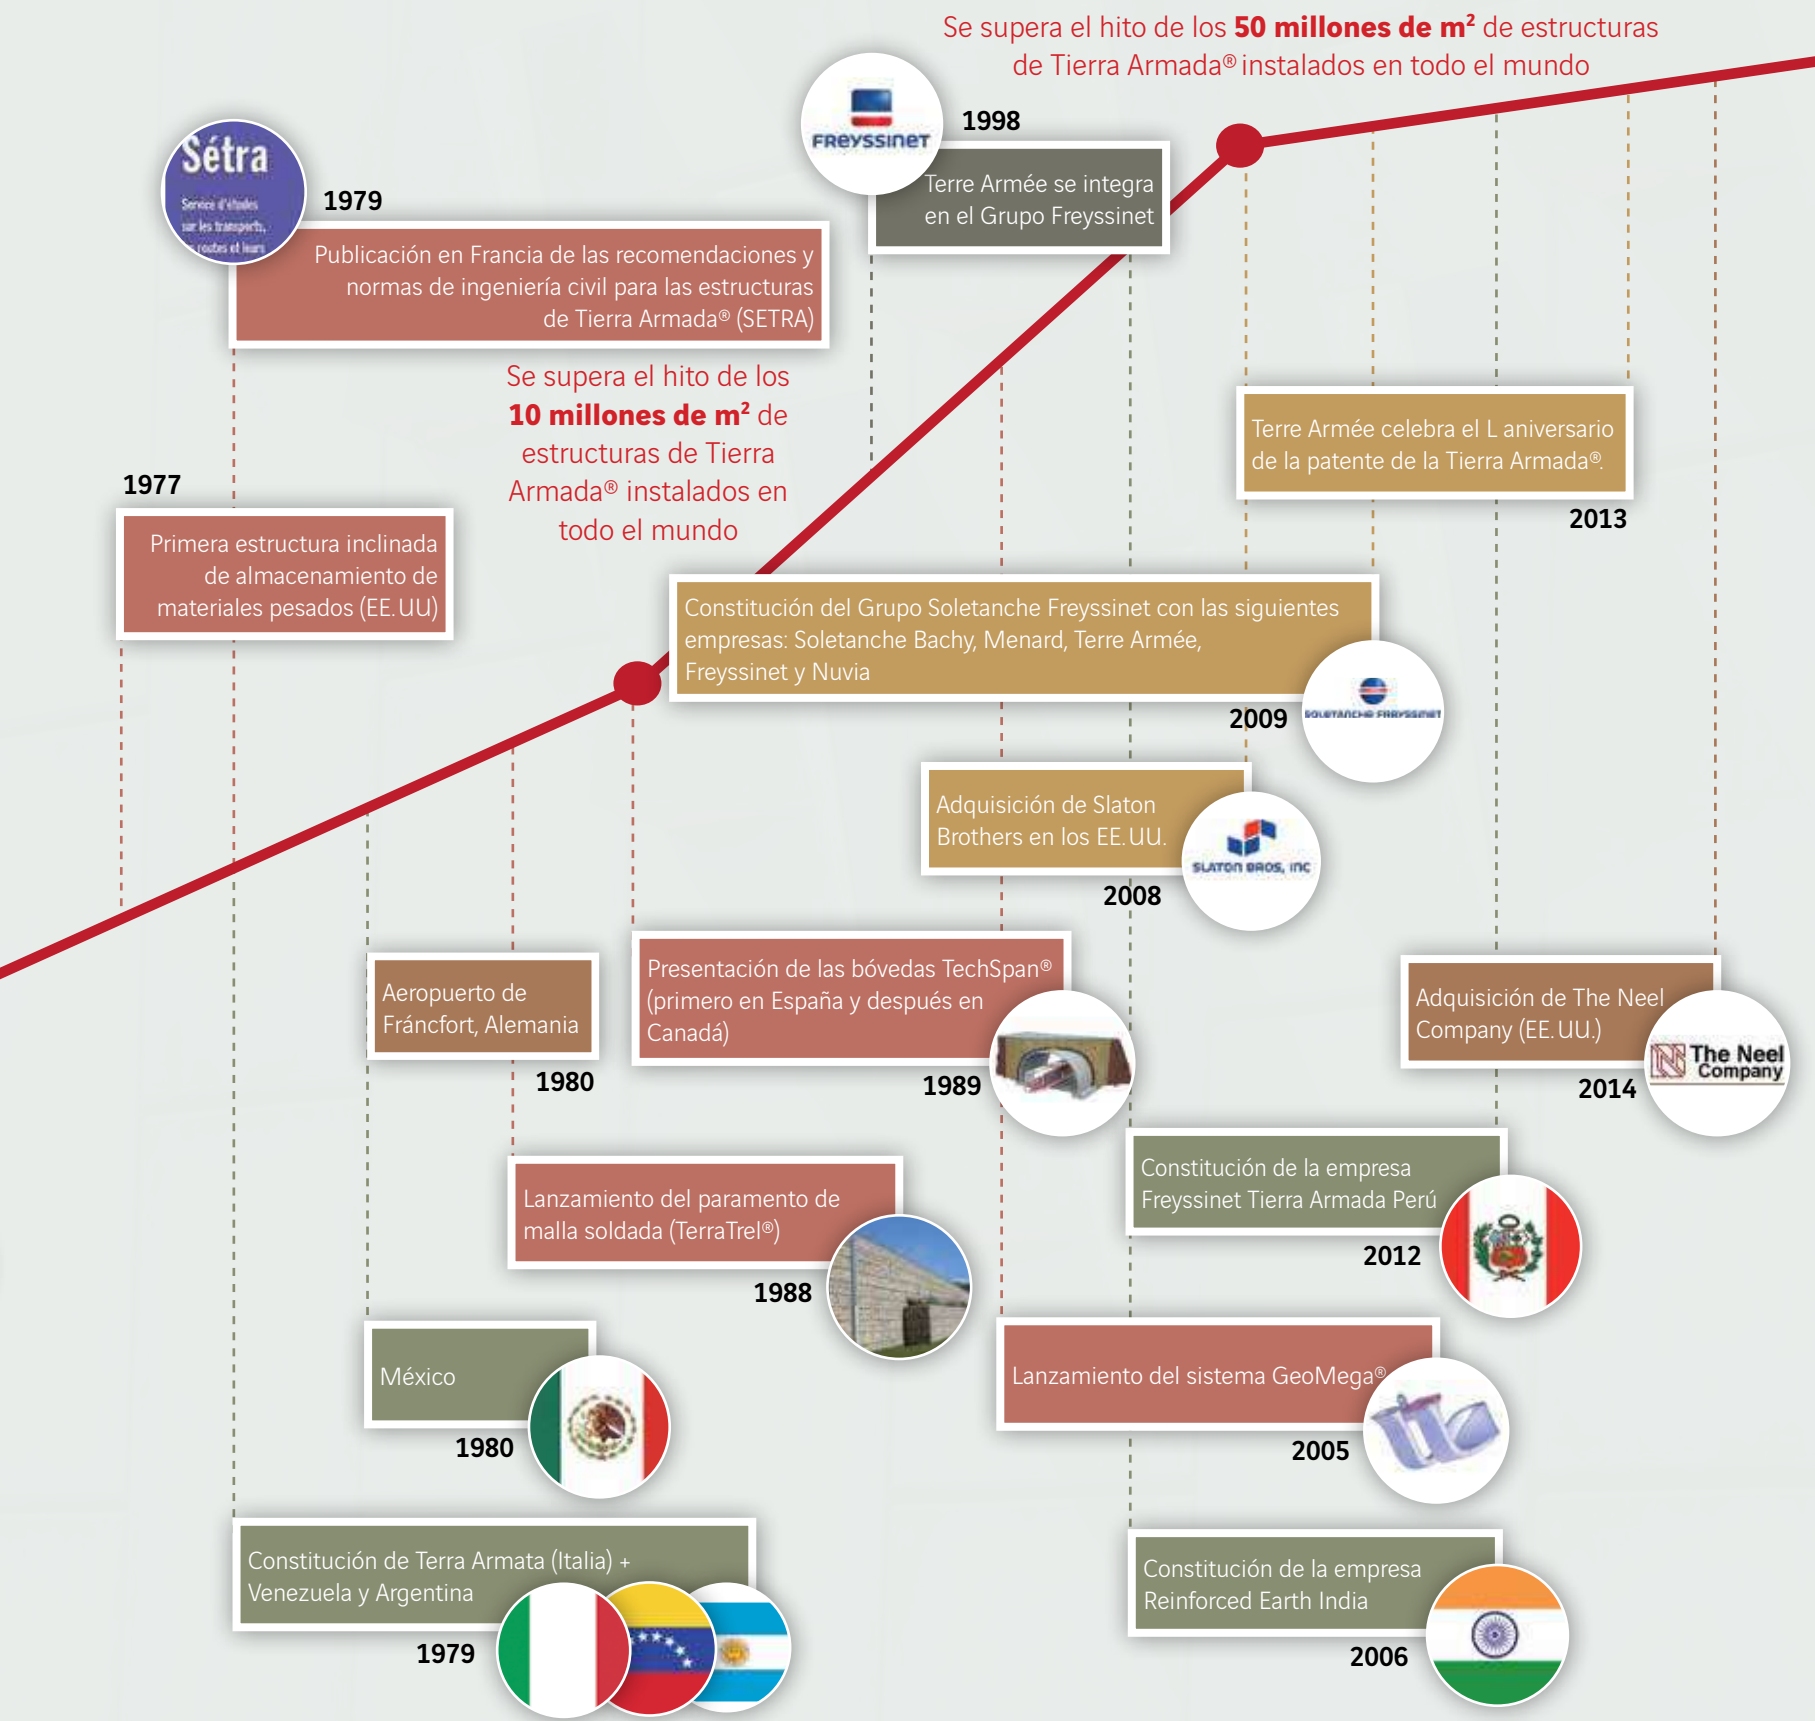 Se supera el hito de los 50 millones de m² de estructuras
de Tierra Armada® instalados en todo el mundo
FREYSSINET
1998
Terre Armée se integra
en el Grupo Freyssinet
Sétra
Service d'études
sur les transports,
routes et leurs
1979
Publicación en Francia de las recomendaciones y
normas de ingeniería civil para las estructuras
de Tierra Armada® (SETRA)
Se supera el hito de los
10 millones de m² de
estructuras de Tierra
Armada® instalados en
todo el mundo
Terre Armée celebra el L aniversario
de la patente de la Tierra Armada®.
2013
1977
Primera estructura inclinada
de almacenamiento de
materiales pesados (EE.UU)
Constitución del Grupo Soletanche Freyssinet con las siguientes
empresas: Soletanche Bachy, Menard, Terre Armée,
Freyssinet y Nuvia
2009
SOLETANCHE FREYSSINET
Adquisición de Slaton
Brothers en los EE.UU.
2008
SLATON BROS, INC
Aeropuerto de
Fráncfort, Alemania
1980
Presentación de las bóvedas TechSpan®
(primero en España y después en
Canadá)
1989
Adquisición de The Neel
Company (EE.UU.)
2014
The Neel
Company
Lanzamiento del paramento de
malla soldada (TerraTrel®)
1988
Constitución de la empresa
Freyssinet Tierra Armada Perú
2012
México
1980
Lanzamiento del sistema GeoMega®
2005
Constitución de Terra Armata (Italia) +
Venezuela y Argentina
1979
Constitución de la empresa
Reinforced Earth India
2006